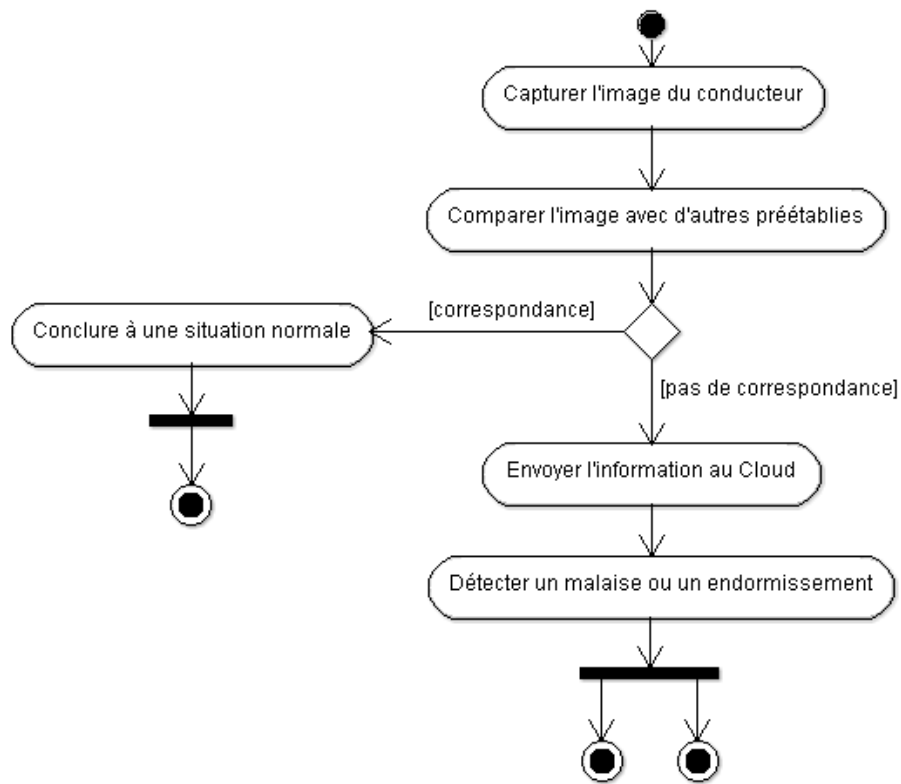 Capturer l'image du conducteur
Comparer l'image avec d'autres préétablies
[correspondance]
Conclure à une situation normale
[pas de correspondance]
Envoyer l'information au Cloud
Détecter un malaise ou un endormissement